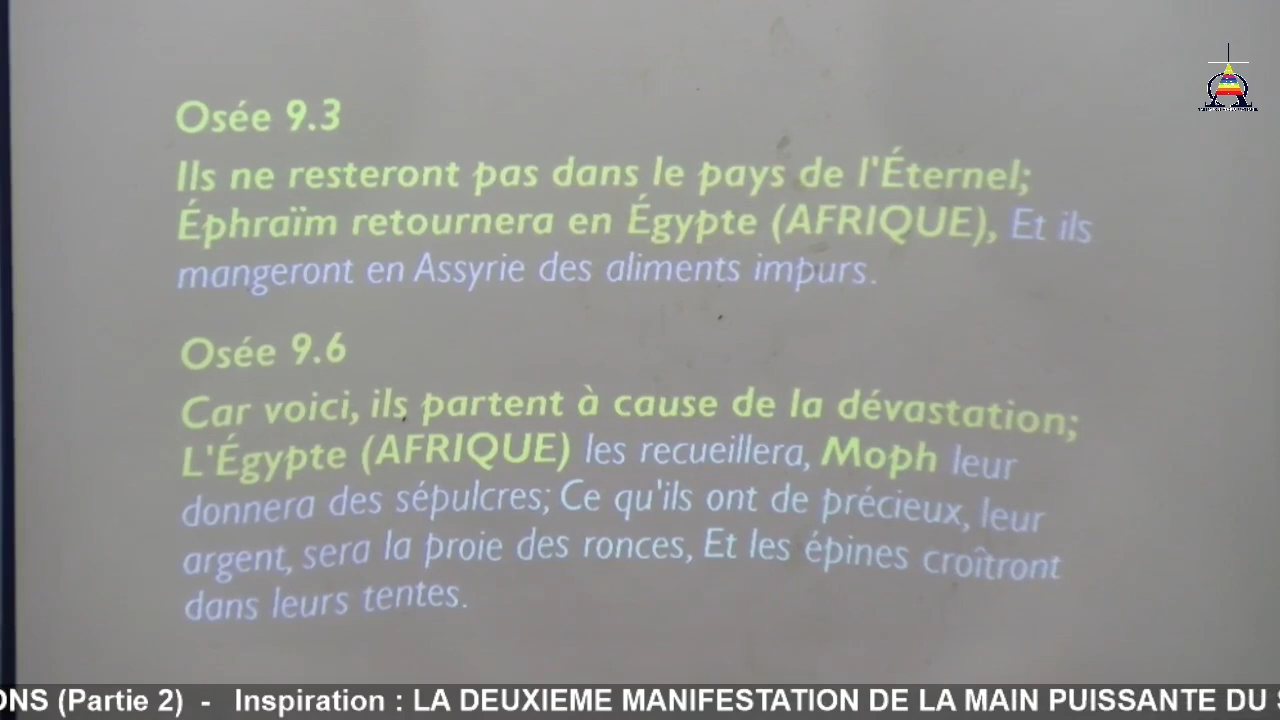 Osée 9.3
Ils ne resteront pas dans le pays de l'Éternel;
Éphraïm retournera en Égypte (AFRIQUE), Et ils
mangeront en Assyrie des aliments impurs.
Osée 9.6
Car voici, ils partent à cause de la dévastation;
L'Égypte (AFRIQUE) les recueillera, Moph leur
donnera des sépulcres; Ce qu'ils ont de précieux, leur
argent, sera la proie des ronces, Et les épines croîtront
dans leurs tentes.
ONS (Partie 2) - Inspiration : LA DEUXIEME MANIFESTATION DE LA MAIN PUISSANTE DU